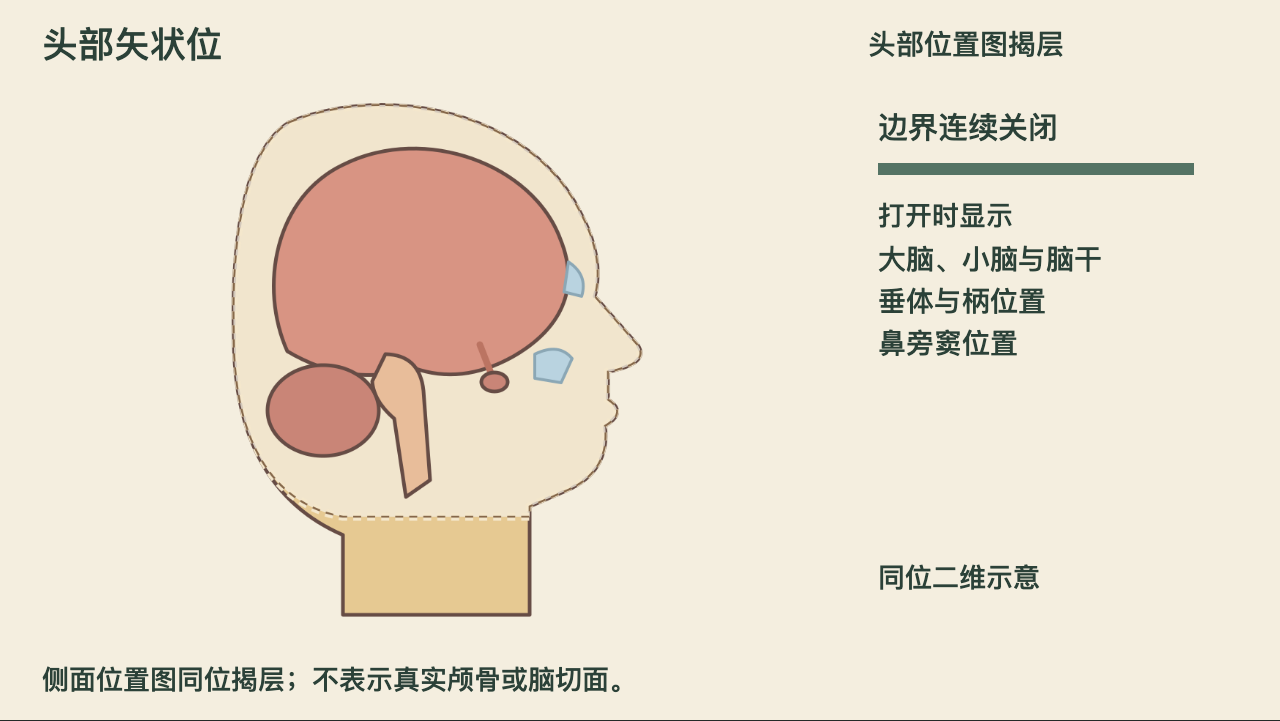 头部矢状位
头部位置图揭层
边界连续关闭
打开时显示
大脑、小脑与脑干
垂体与柄位置
鼻旁窦位置
同位二维示意
侧面位置图同位揭层；不表示真实颅骨或脑切面。